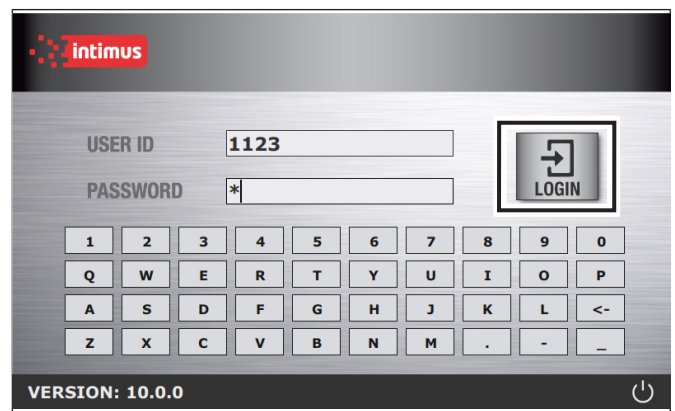 intimus
USER ID 1123
PASSWORD *
LOGIN
1 2 3 4 5 6 7 8 9 0
Q W E R T Y U I O P
A S D F G H J K L <-
Z X C V B N M . - _
VERSION: 10.0.0